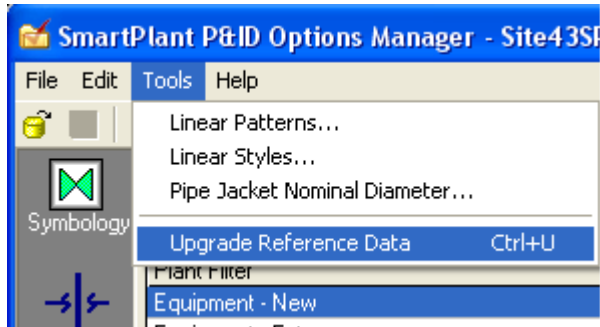 SmartPlant P&ID Options Manager - Site43SP
File Edit Tools Help
Linear Patterns...
Linear Styles...
Pipe Jacket Nominal Diameter...
Symbology
Upgrade Reference Data Ctrl+U
Plant Filter
Equipment - New